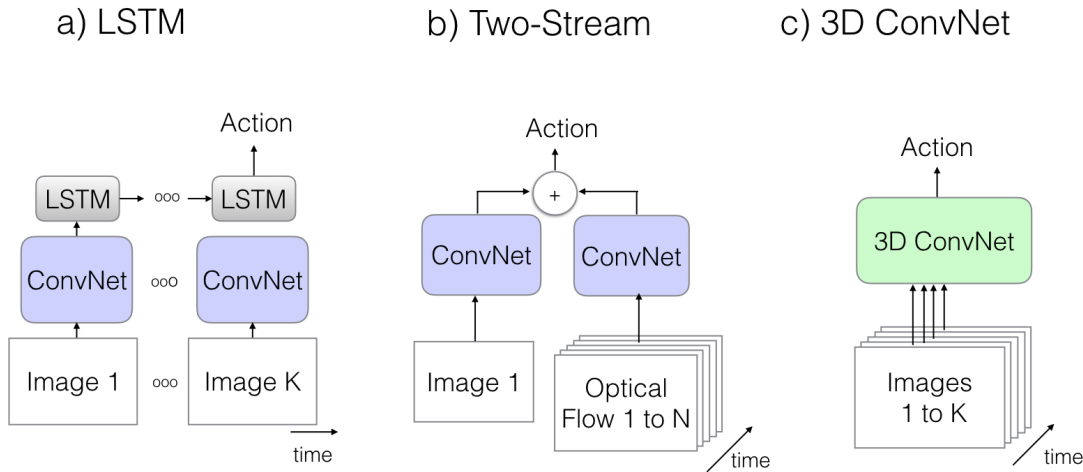 a) LSTM
b) Two-Stream
c) 3D ConvNet
Action
LSTM
ooo
LSTM
ConvNet
ooo
ConvNet
Image 1
ooo
Image K
time
Action
+
ConvNet
ConvNet
Image 1
Optical
Flow 1 to N
time
Action
3D ConvNet
Images
1 to K
time